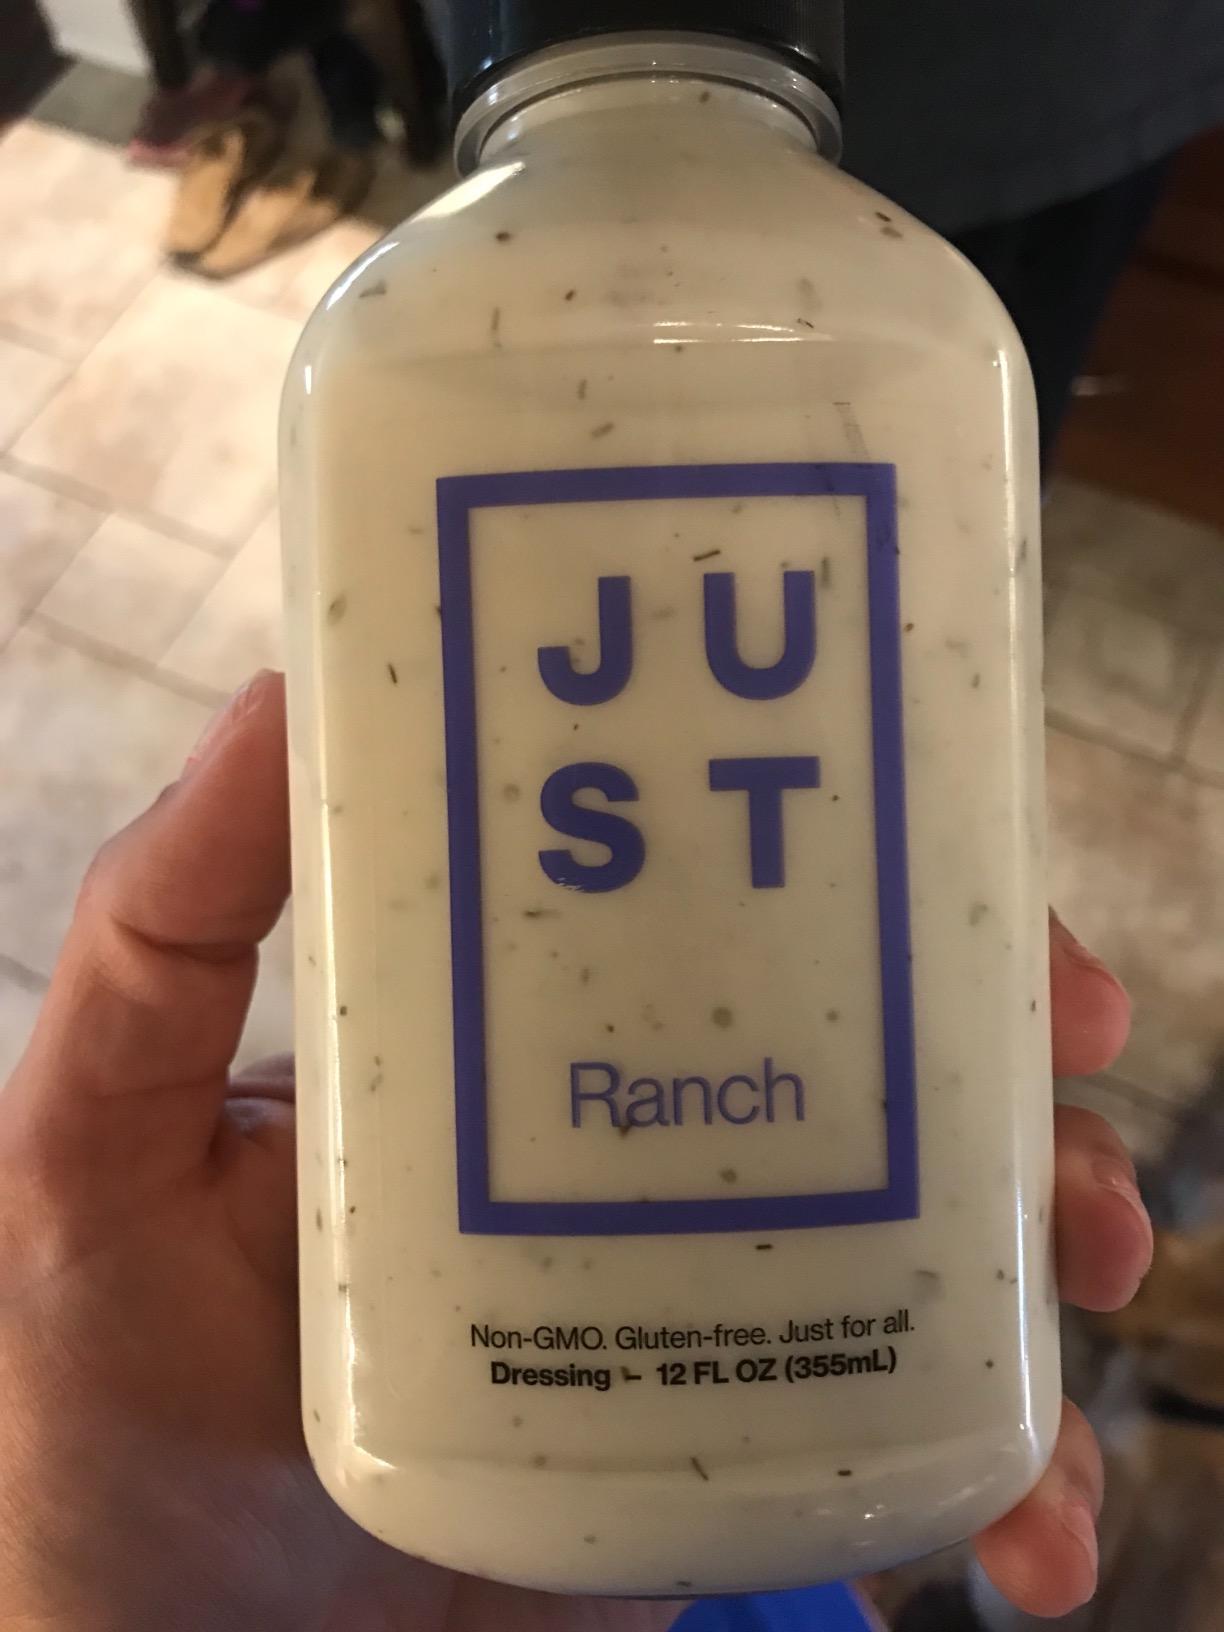 JU
ST
Ranch
Non-GMO. Gluten-free. Just for all.
Dressing – 12 FL OZ (355mL)